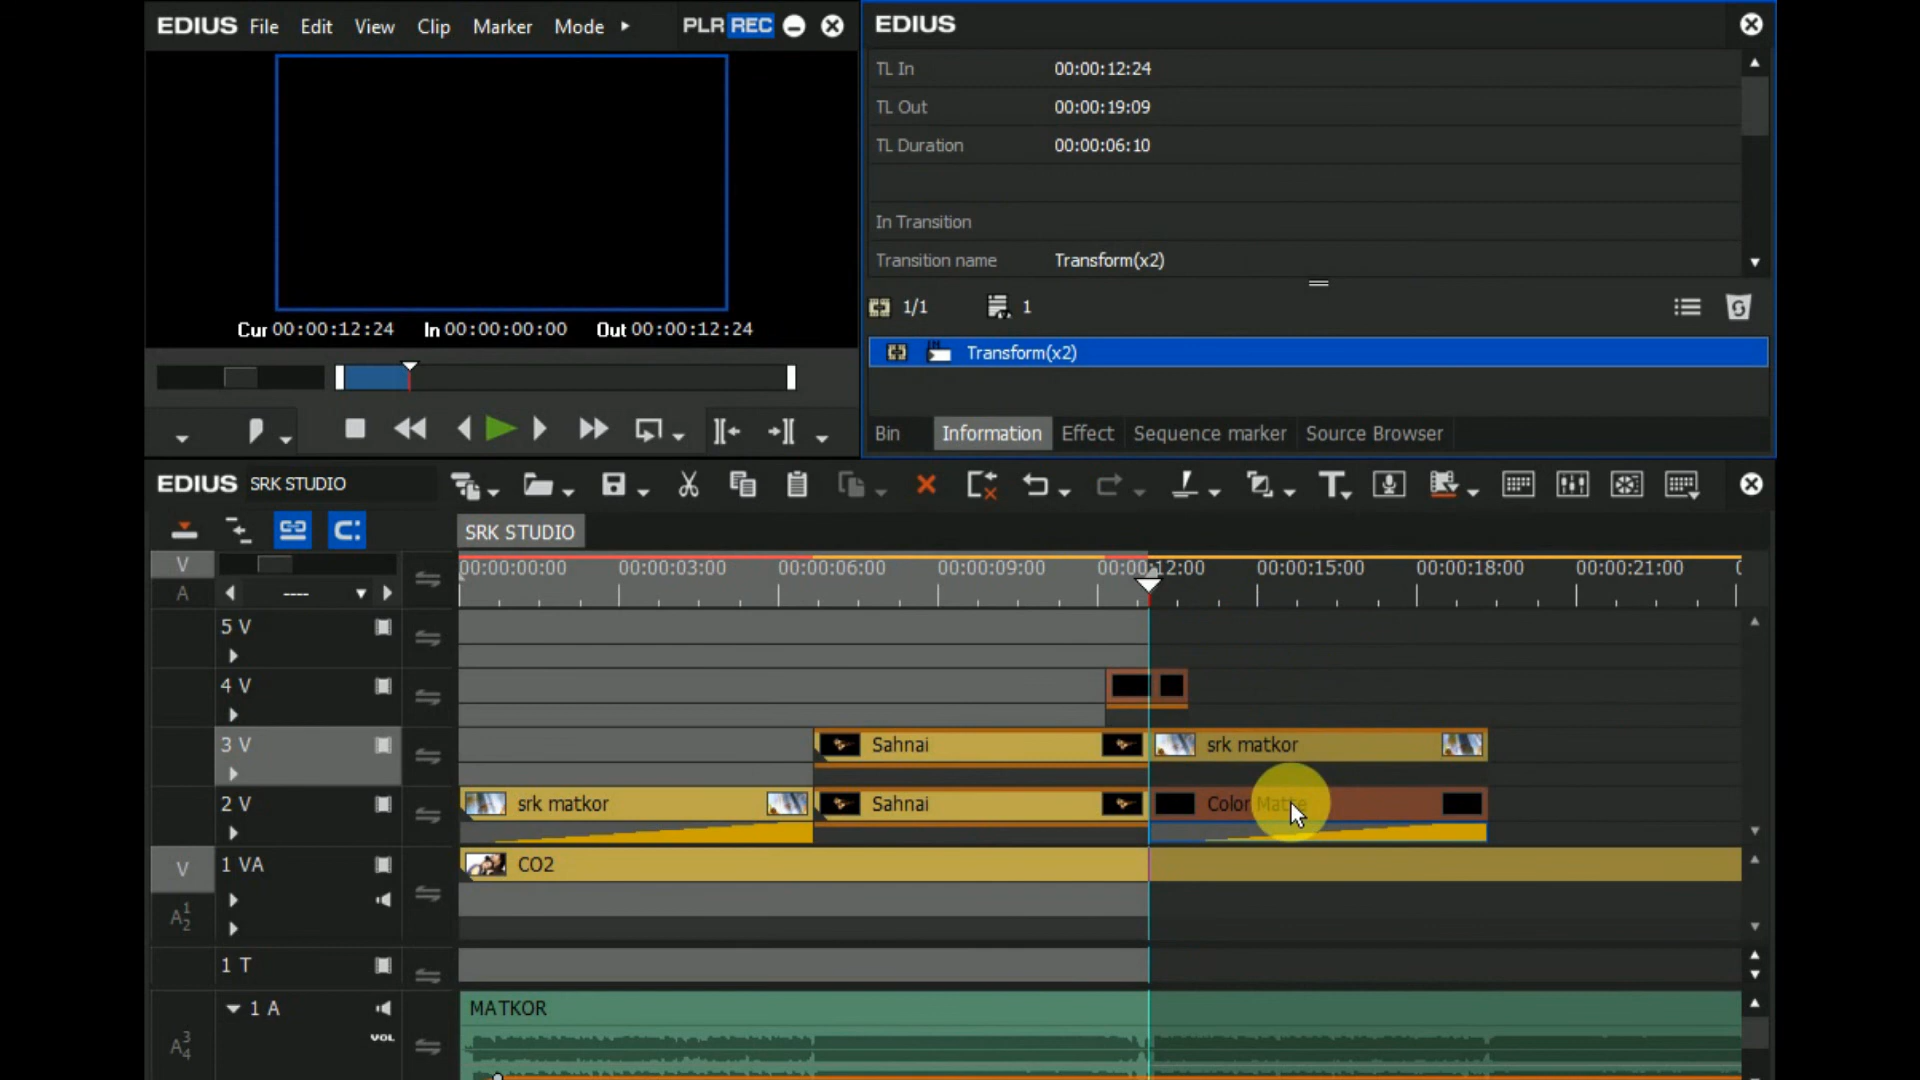 EDIUS File Edit View Clip Marker Mode PLR REC
Cur 00:00:12:24 In 00:00:00:00 Out 00:00:12:24
EDIUS
TL In 00:00:12:24
TL Out 00:00:19:09
TL Duration 00:00:06:10
In Transition
Transition name Transform(x2)
1/1 1
Transform(x2)
Bin Information Effect Sequence marker Source Browser
EDIUS SRK STUDIO
SRK STUDIO
V
A
----
00:00:00:00 00:00:03:00 00:00:06:00 00:00:09:00 00:00:12:00 00:00:15:00 00:00:18:00 00:00:21:00
5 V
4 V
3 V Sahnai srk matkor
2 V srk matkor Sahnai Color Matte
V 1 VA CO2
A 1 2
1 T
1 A MATKOR
VOL
A 3 4